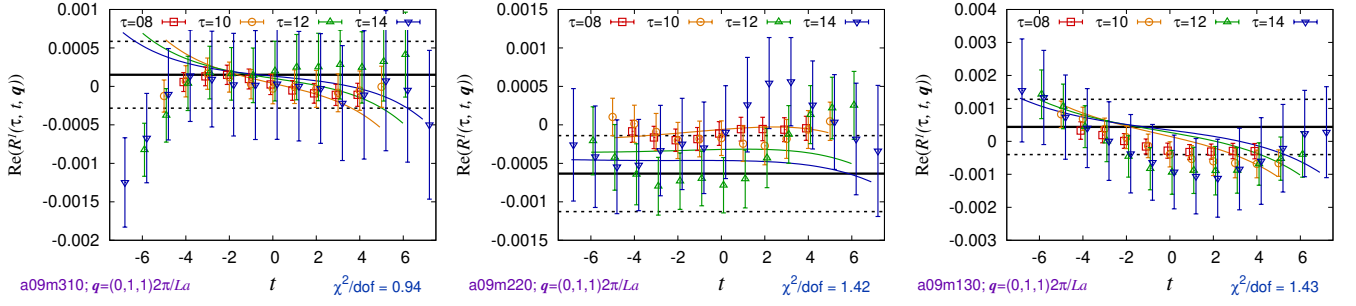 τ=08 τ=10 τ=12 τ=14
Re(R^I(τ, t, q))
0.001
0.0005
0
-0.0005
-0.001
-0.0015
-0.002
-6 -4 -2 0 2 4 6
a09m310; q=(0,1,1)2π/La t χ²/dof = 0.94
τ=08 τ=10 τ=12 τ=14
Re(R^I(τ, t, q))
0.0015
0.001
0.0005
0
-0.0005
-0.001
-0.0015
-6 -4 -2 0 2 4 6
a09m220; q=(0,1,1)2π/La t χ²/dof = 1.42
τ=08 τ=10 τ=12 τ=14
Re(R^I(τ, t, q))
0.004
0.003
0.002
0.001
0.000
-0.001
-0.002
-0.003
-6 -4 -2 0 2 4 6
a09m130; q=(0,1,1)2π/La t χ²/dof = 1.43